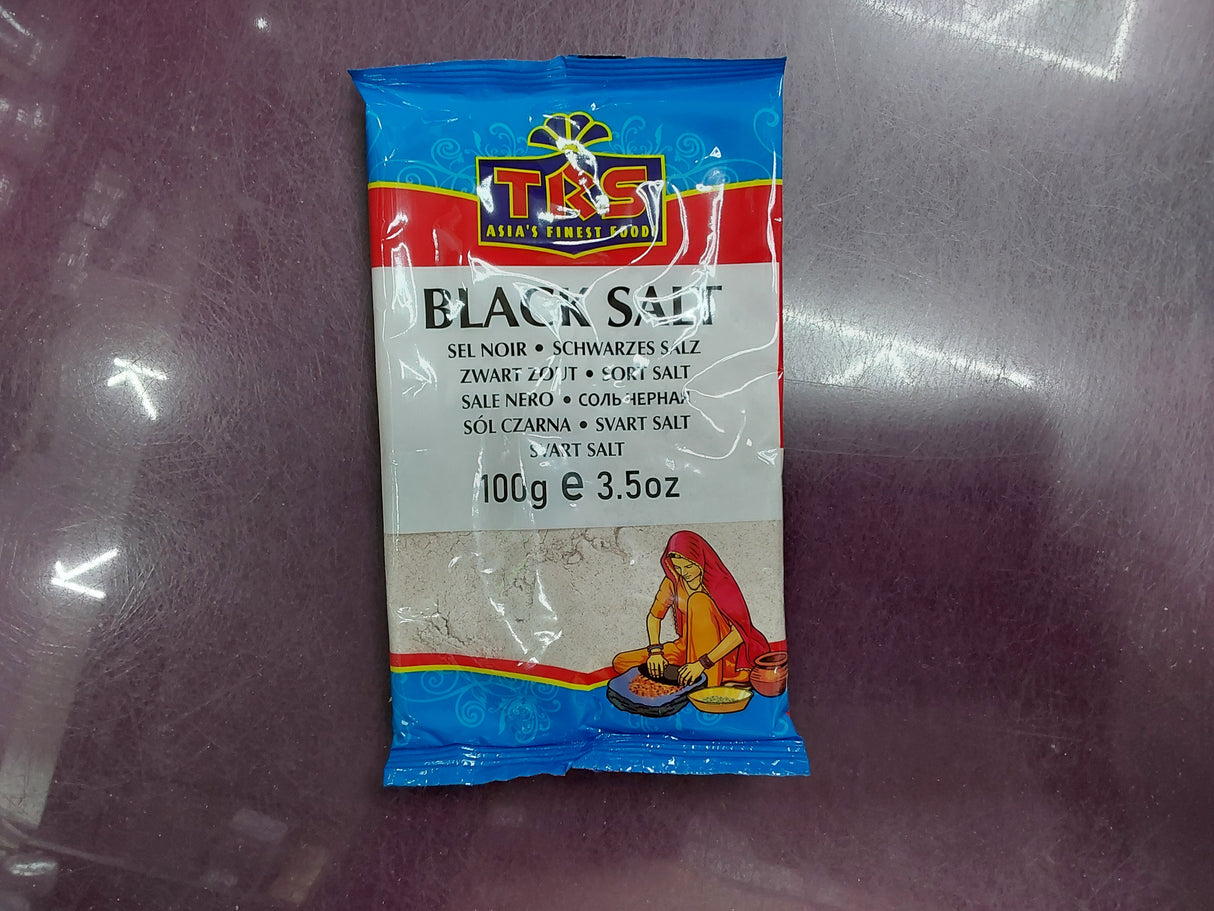 TRS
ASIA'S FINEST FOODS
BLACK SALT
SEL NOIR • SCHWARZES SALZ
ZWART ZOUT • SORT SALT
SALE NERO • СОЛЬ ЧЕРНАЯ
SÓL CZARNA • SVART SALT
SVART SALT
100g e 3.5oz